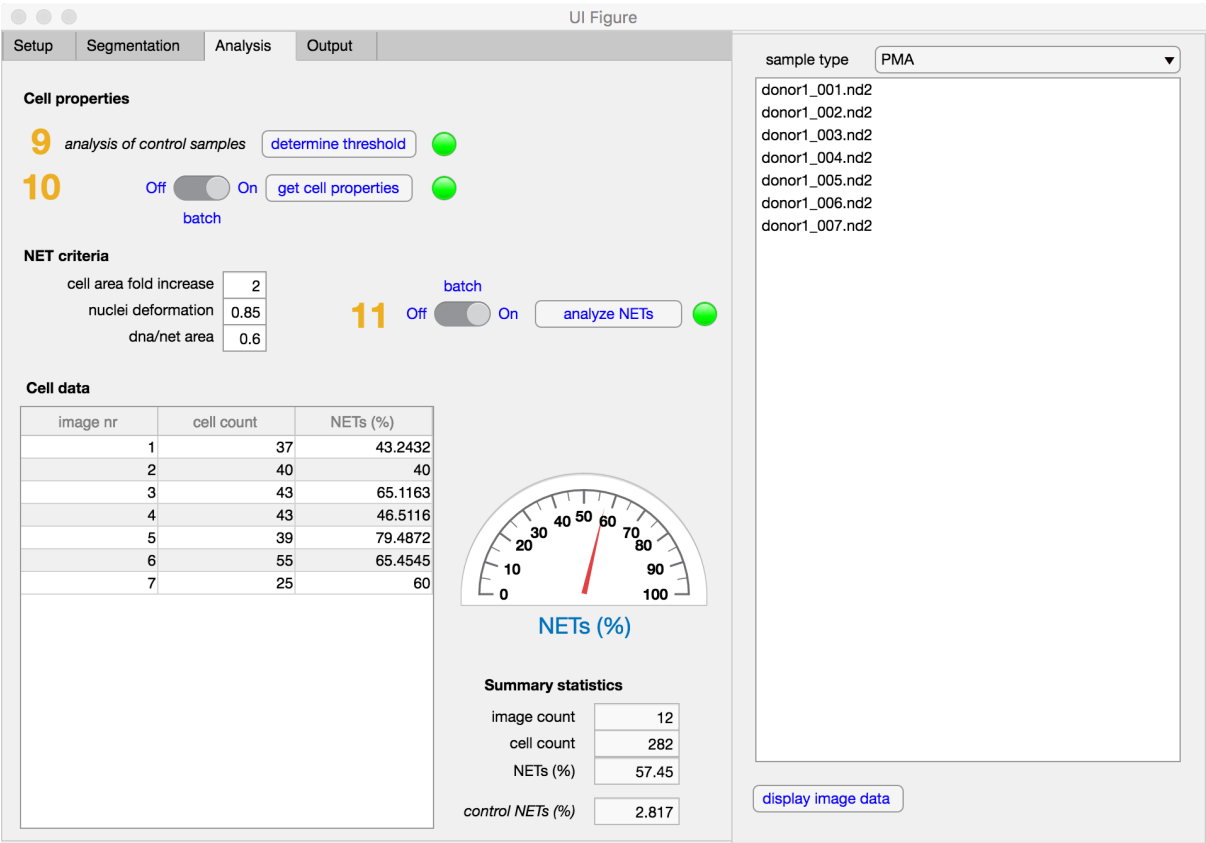 UI Figure
Setup Segmentation Analysis Output
Cell properties
9 analysis of control samples determine threshold
10 Off On get cell properties
batch
NET criteria
cell area fold increase 2
nuclei deformation 0.85
dna/net area 0.6
batch
11 Off On analyze NETs
Cell data
image nr cell count NETs (%)
1 37 43.2432
2 40 40
3 43 65.1163
4 43 46.5116
5 39 79.4872
6 55 65.4545
7 25 60
0 10 20 30 40 50 60 70 80 90 100
NETs (%)
Summary statistics
image count 12
cell count 282
NETs (%) 57.45
control NETs (%) 2.817
sample type PMA
donor1_001.nd2
donor1_002.nd2
donor1_003.nd2
donor1_004.nd2
donor1_005.nd2
donor1_006.nd2
donor1_007.nd2
display image data